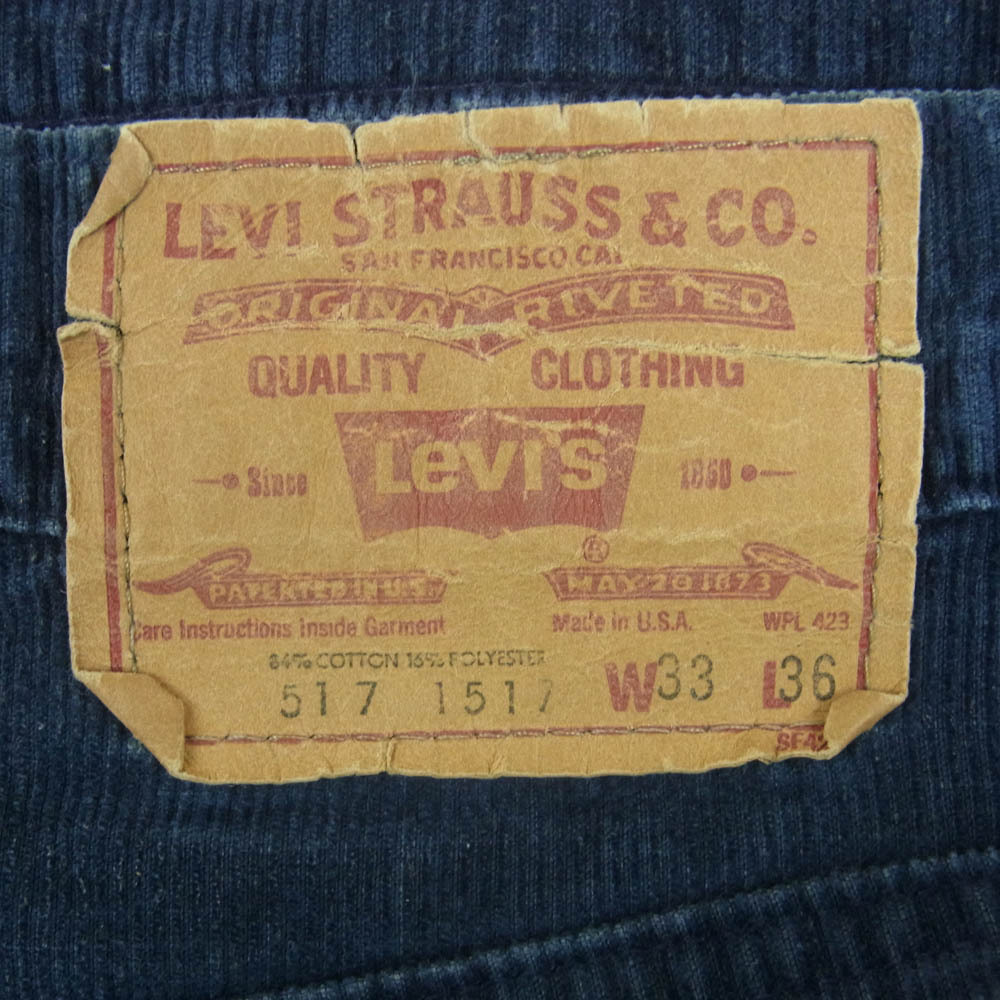 LEVI STRAUSS & CO.
SAN FRANCISCO CAL
ORIGINAL RIVETED
QUALITY CLOTHING
Levi's
Since 1850
®
PATENTED IN U.S. MAY 20 1873
Care Instructions Inside Garment Made in U.S.A. WPL 423
84% COTTON 16% POLYESTER
517 1517 W33 L36